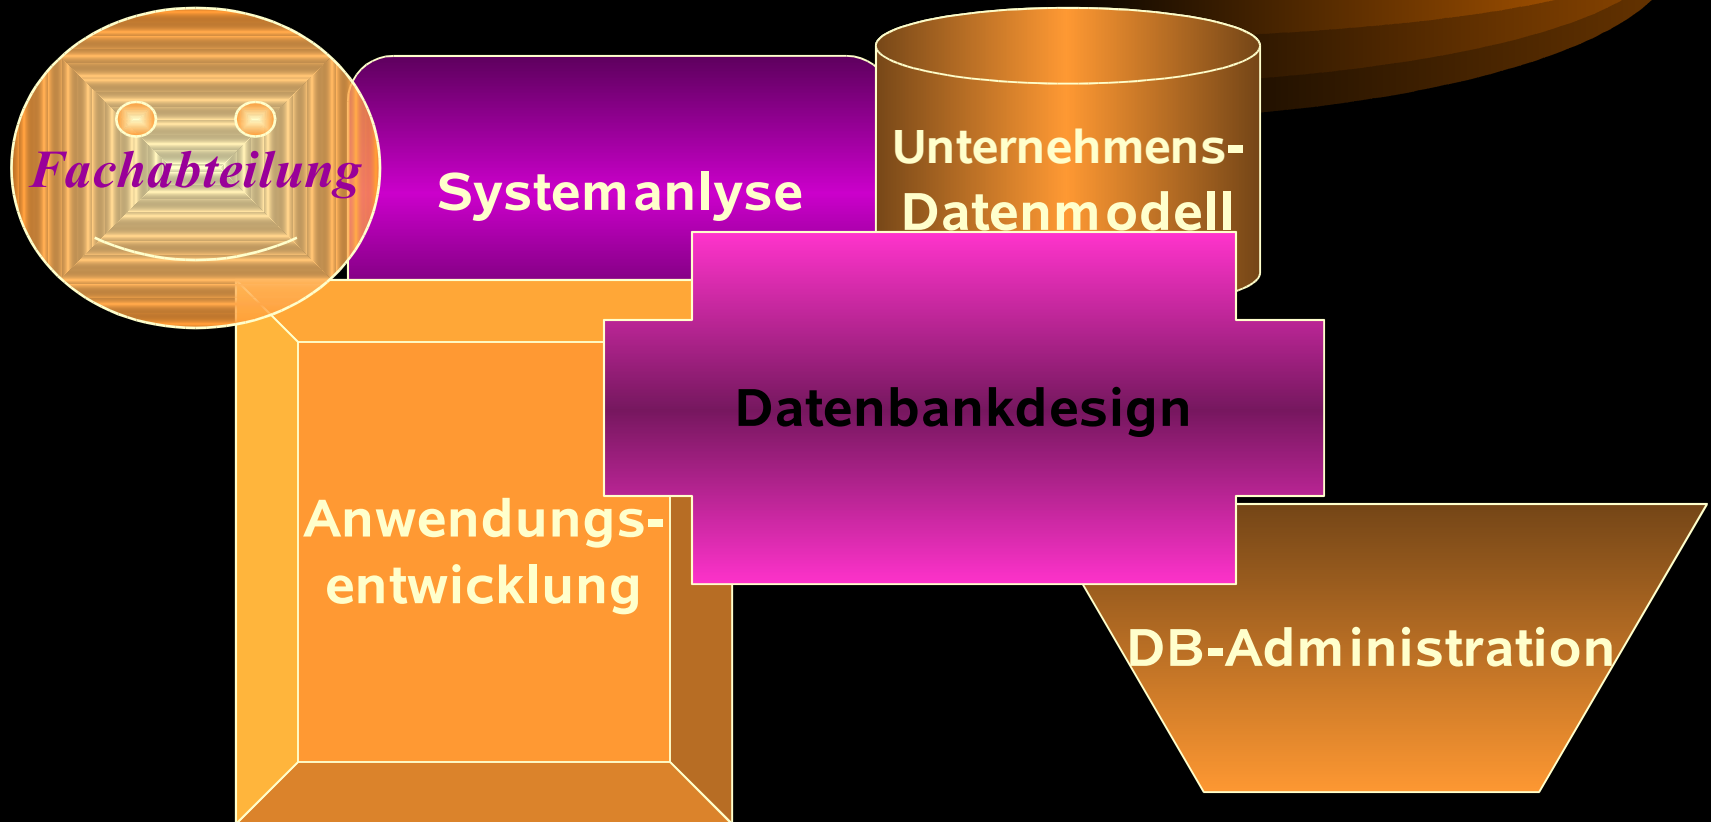 Fachabteilung
Systemanlyse
Unternehmens-
Datenmodell
Datenbankdesign
Anwendungs-
entwicklung
DB-Administration